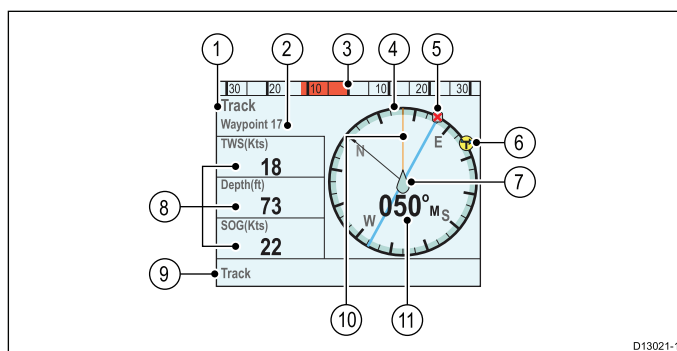 1 2 3 4 5
30 20 10 10 20 30
Track
Waypoint 17
TWS(Kts)
18
Depth(ft)
73
SOG(Kts)
22
Track
N E S W
T
050° M
6
7
8
9
10 11
D13021-1